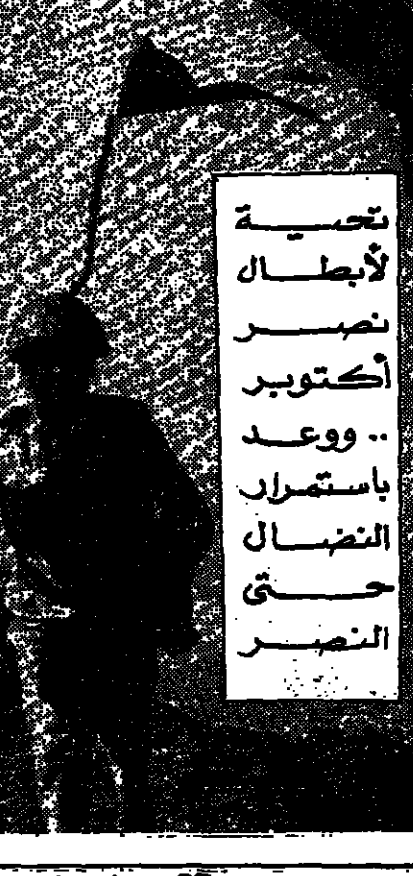 تحية
لأبطال
نصر
أكتوبر
.. ووعد
باستمرار
النضال
حتى
النصر